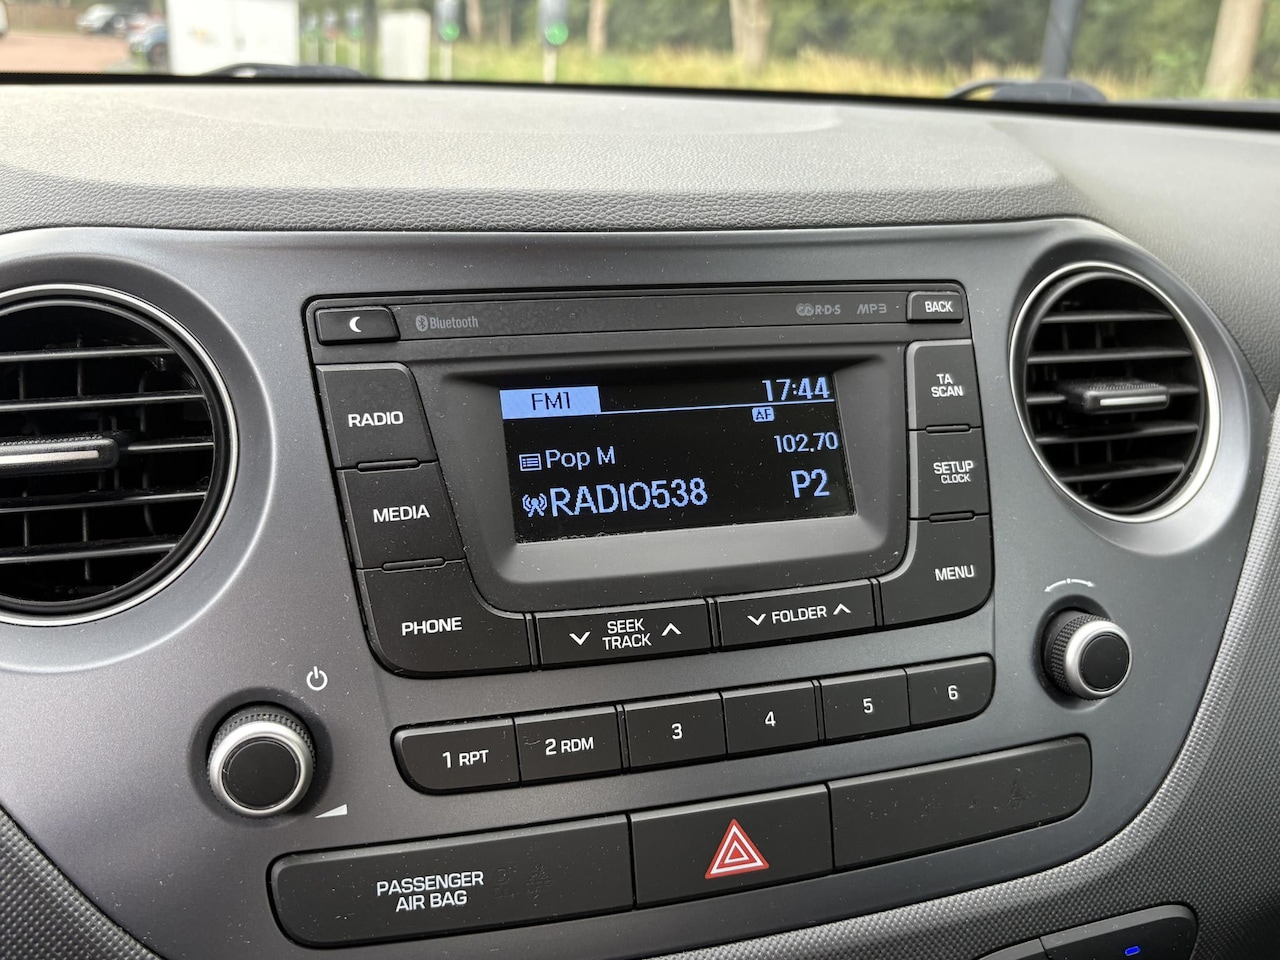 Bluetooth
R·D·S
MP3
BACK
RADIO
FM1
17:44
AF
TA
SCAN
Pop M
102.70
MEDIA
RADIO538
P2
SETUP
CLOCK
PHONE
SEEK
TRACK
FOLDER
MENU
1 RPT
2 RDM
3
4
5
6
PASSENGER
AIR BAG